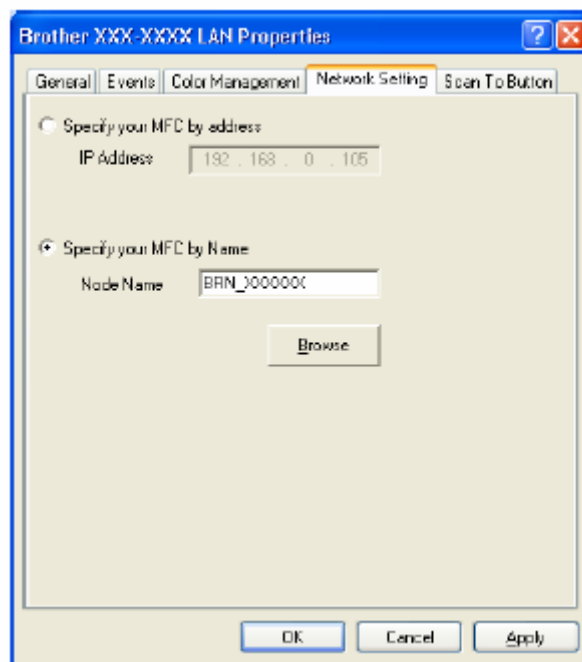 Brother XXX-XXXX LAN Properties
General Events Color Management Network Setting Scan To Button
Specify your MFC by address
IP Address 192 . 168 . 0 . 105
Specify your MFC by Name
Node Name BRN_XXXXXX
Browse
OK Cancel Apply